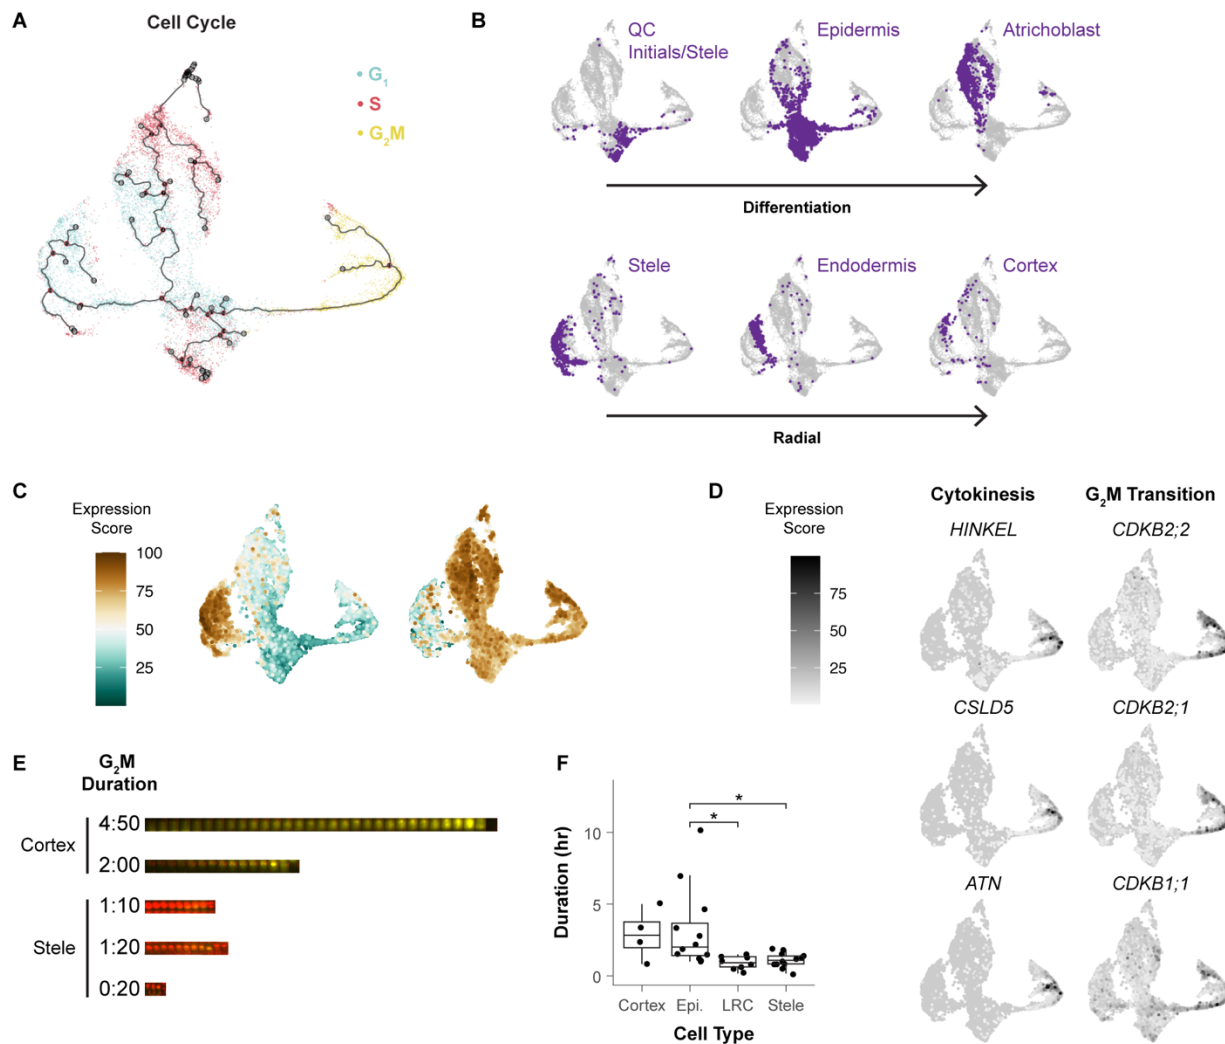 A
Cell Cycle
G1
S
G2M
B
QC
Initials/Stele
Epidermis
Atrichoblast
Differentiation
Stele
Endodermis
Cortex
Radial
C
Expression
Score
100
75
50
25
D
Expression
Score
75
50
25
Cytokinesis
G2M Transition
HINKEL
CDKB2;2
CSLD5
CDKB2;1
ATN
CDKB1;1
E
G2M
Duration
Cortex
4:50
2:00
Stele
1:10
1:20
0:20
F
Duration (hr)
10
5
0
*
*
Cortex
Epi.
LRC
Stele
Cell Type